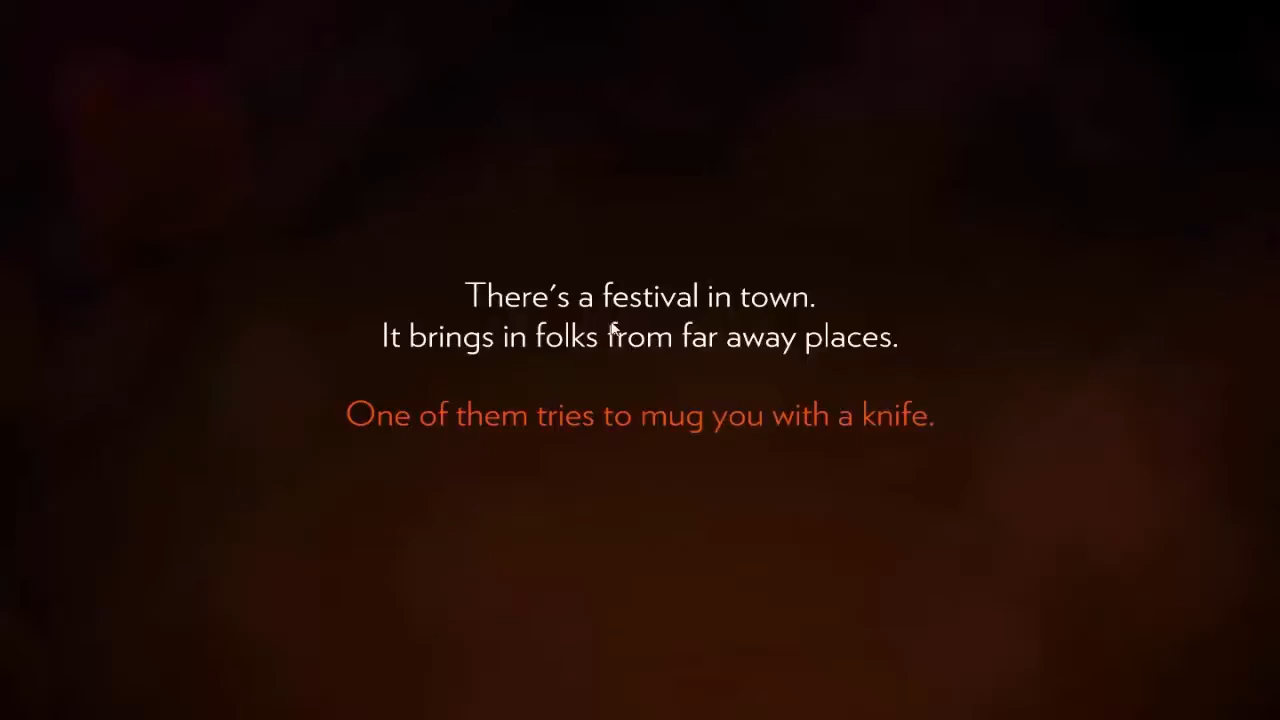 There's a festival in town.
It brings in folks from far away places.
One of them tries to mug you with a knife.